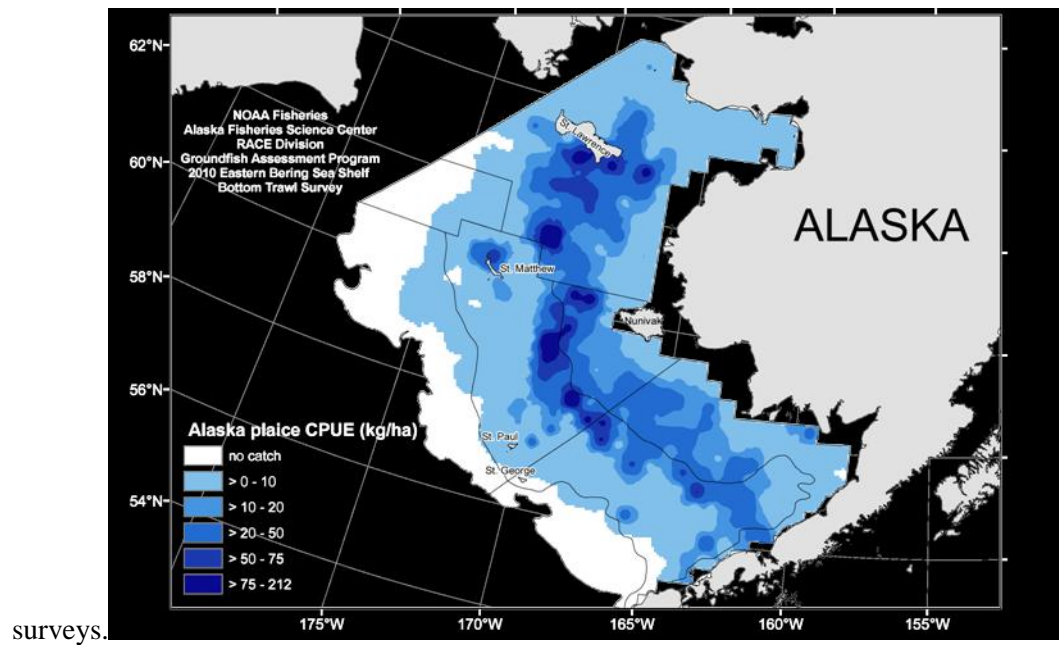 62°N
60°N
58°N
56°N
54°N
NOAA Fisheries
Alaska Fisheries Science Center
RACE Division
Groundfish Assessment Program
2010 Eastern Bering Sea Shelf
Bottom Trawl Survey
St. Lawrence
ALASKA
St. Matthew
Nunivak
St. Paul
St. George
Alaska plaice CPUE (kg/ha)
no catch
> 0 - 10
> 10 - 20
> 20 - 50
> 50 - 75
> 75 - 212
175°W
170°W
165°W
160°W
155°W
surveys.